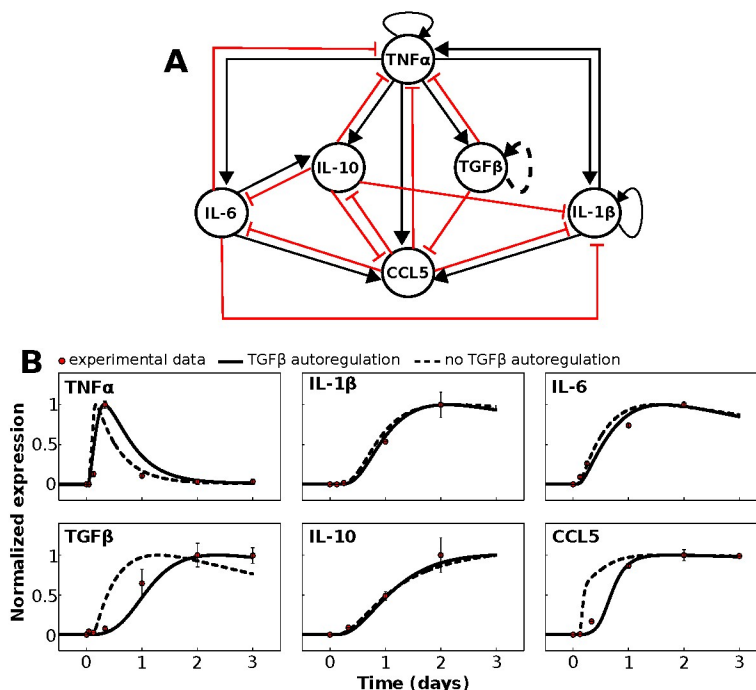 A
TNFα
IL-10
TGFβ
IL-6
IL-1β
CCL5
B
experimental data TGFβ autoregulation no TGFβ autoregulation
TNFα IL-1β IL-6
1
0.5
0
TGFβ IL-10 CCL5
1
0.5
0
Normalized expression
0 1 2 3 0 1 2 3 0 1 2 3
Time (days)